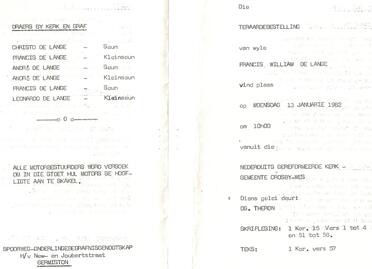 DRAERS BY KERK EN GRAF
CHRISTO DE LANGE - Seun
FRANCIS DE LANGE - Kleinseun
ANDRÉ DE LANGE - Seun
ANDRÉ DE LANGE - Kleinseun
FRANCIS DE LANGE - Seun
LEONARDO DE LANGE - Kleinseun
-----o 0 o-----
ALLE MOTORBESTUURDERS WORD VERSOEK
OM IN DIE STOET HUL MOTORS SE HOOF-
LIGTE AAN TE SKAKEL.
SPOORWEG-ONDERLINGEBEGRAFNISGENOOTSKAP
H/v Now- en Joubertstraat
GERMISTON
Die
TERAARDEBESTELLING
van wyle
FRANCIS WILLIAM DE LANGE
vind plaas
op WOENSDAG 13 JANUARIE 1982
om 10H00
vanuit die
NEDERDUITS GEREFORMEERDE KERK -
GEMEENTE CROSBY-WES
Diens gelei deur:
DS. THERON
SKRIFLESING: 1 Kor. 15 Vers 1 tot 4
en 51 tot 58.
TEKS: 1 Kor. vers 57